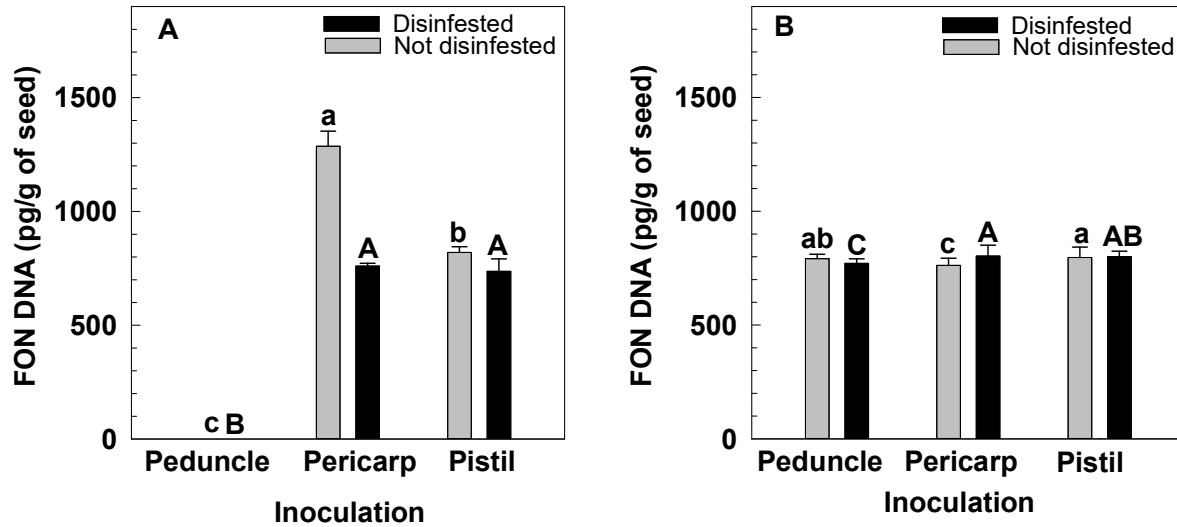 A
Disinfested
Not disinfested
FON DNA (pg/g of seed)
1500
1000
500
0
a
A
b
A
c B
Peduncle Pericarp Pistil
Inoculation
B
Disinfested
Not disinfested
FON DNA (pg/g of seed)
1500
1000
500
0
ab C c A a AB
Peduncle Pericarp Pistil
Inoculation